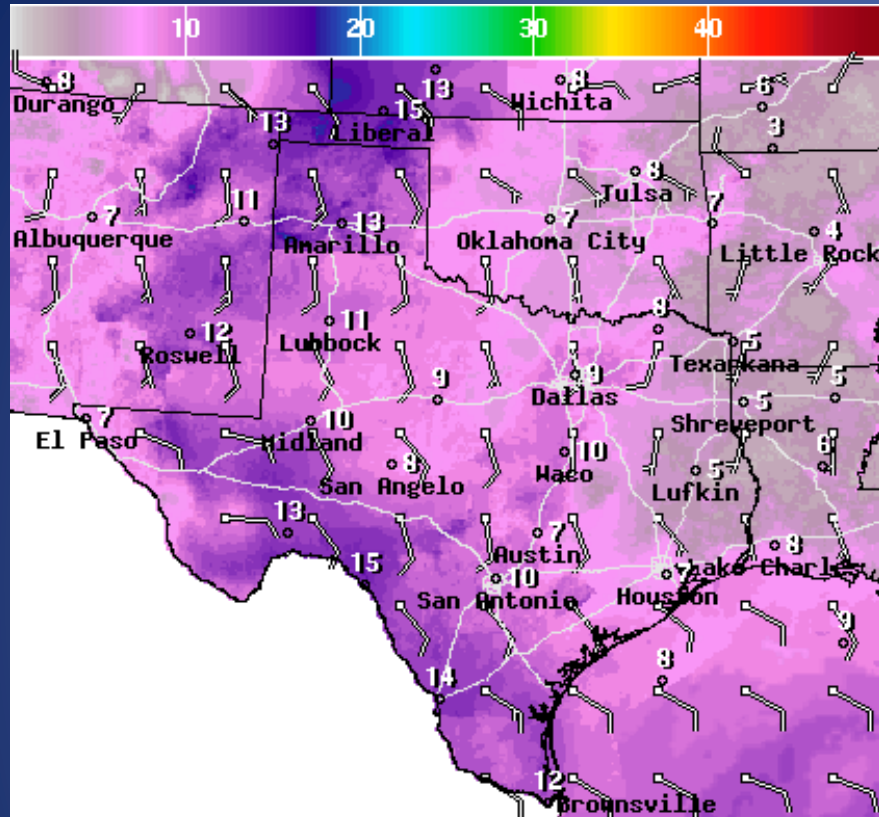 10 20 30 40
8 13 8 6
Durango Wichita
15
Liberal
13 3
8
Tulsa
11 13 7 7 4
7
Albuquerque Amarillo Oklahoma City Little Rock
12 11 8
Roswell Lubbock 5
Texarkana
9 9 5 5
Dallas
7 10 Shreveport
El Paso Midland
8 10 5 6
San Angelo Waco Lufkin
13 7 8
Austin
15 10 7 Lake Charles
San Antonio Houston
9
14 8
12
Brownsville